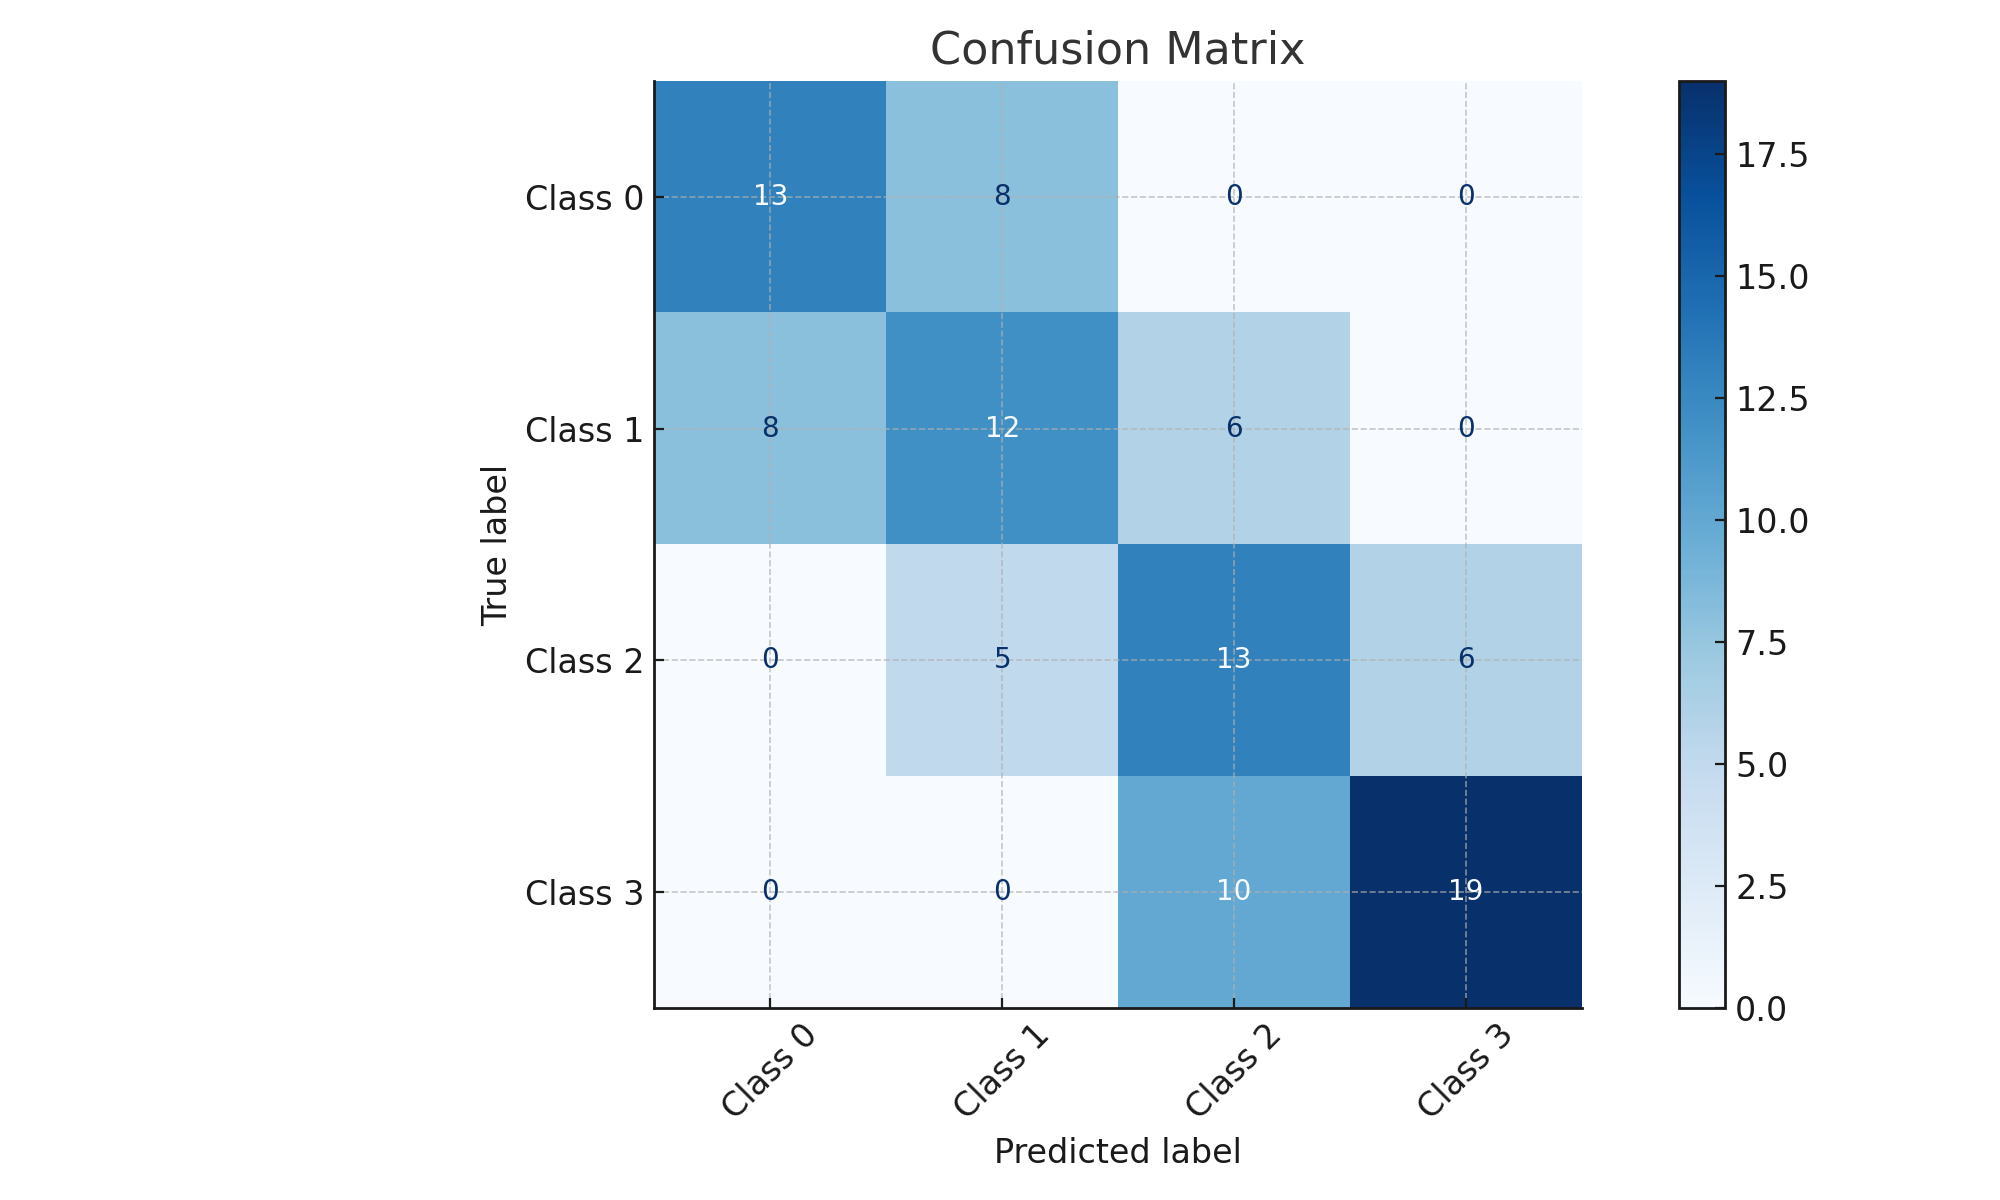 Confusion Matrix
True label
Class 0
13 8 0 0
Class 1
8 12 6 0
Class 2
0 5 13 6
Class 3
0 0 10 19
Class 0 Class 1 Class 2 Class 3
Predicted label
17.5
15.0
12.5
10.0
7.5
5.0
2.5
0.0